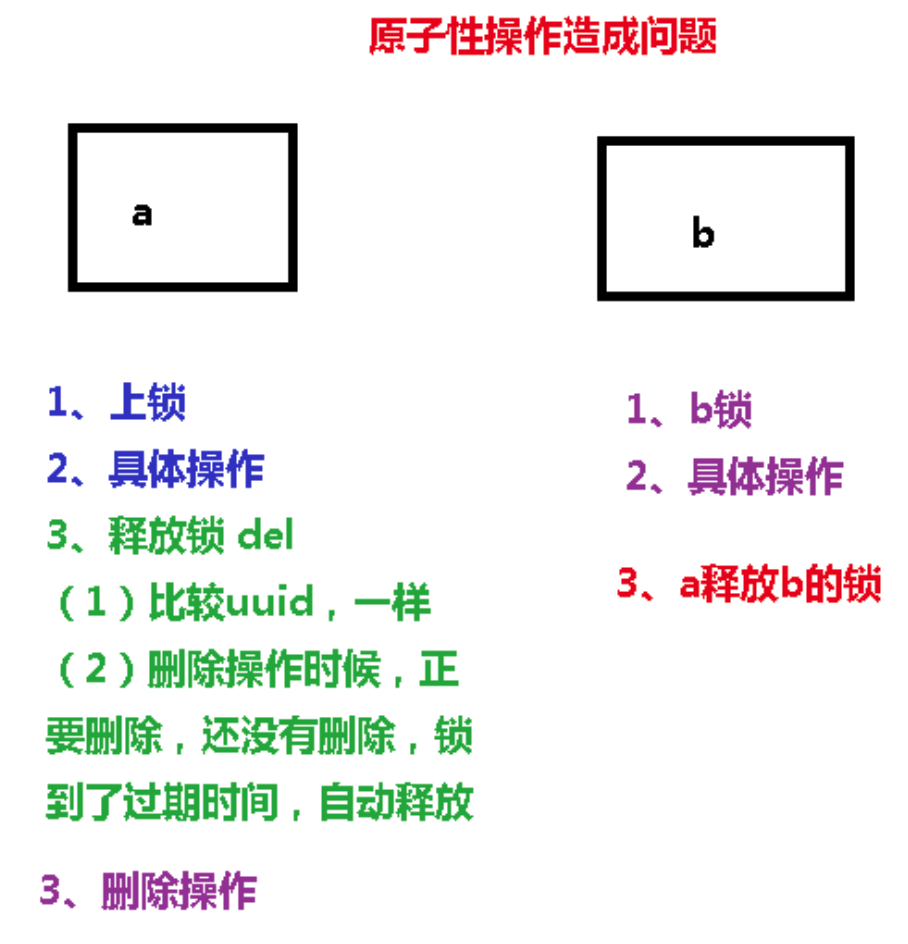 原子性操作造成问题
a
b
1、上锁
2、具体操作
3、释放锁 del
（1）比较uuid，一样
（2）删除操作时候，正
要删除，还没有删除，锁
到了过期时间，自动释放
3、删除操作
1、b锁
2、具体操作
3、a释放b的锁